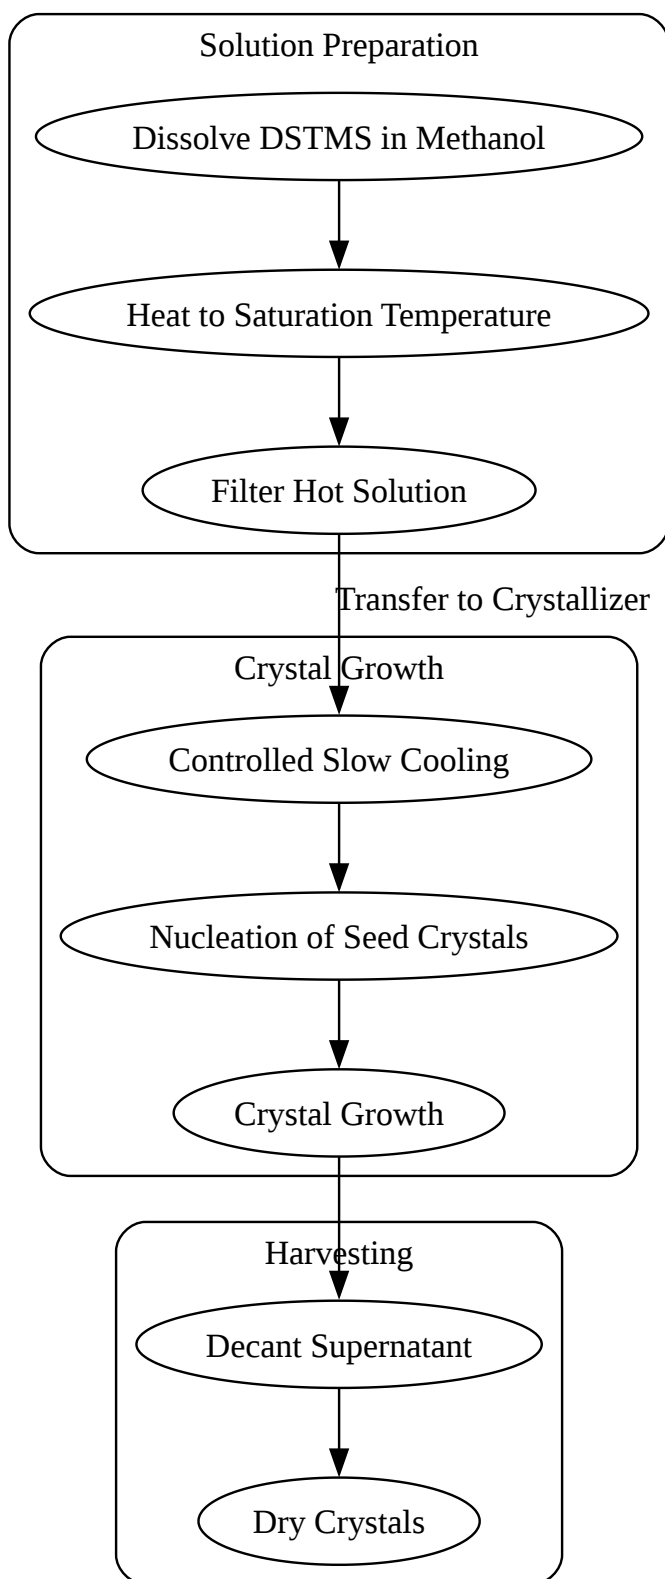 Solution Preparation
Dissolve DSTMS in Methanol
Heat to Saturation Temperature
Filter Hot Solution
Transfer to Crystallizer
Crystal Growth
Controlled Slow Cooling
Nucleation of Seed Crystals
Crystal Growth
Harvesting
Decant Supernatant
Dry Crystals